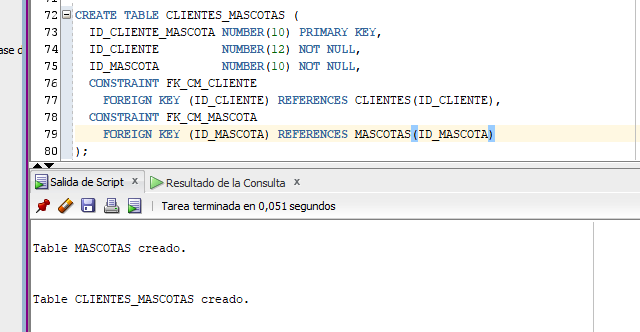 71
72 CREATE TABLE CLIENTES_MASCOTAS (
73 ID_CLIENTE_MASCOTA NUMBER(10) PRIMARY KEY,
74 ID_CLIENTE NUMBER(12) NOT NULL,
75 ID_MASCOTA NUMBER(10) NOT NULL,
76 CONSTRAINT FK_CM_CLIENTE
77 FOREIGN KEY (ID_CLIENTE) REFERENCES CLIENTES(ID_CLIENTE),
78 CONSTRAINT FK_CM_MASCOTA
79 FOREIGN KEY (ID_MASCOTA) REFERENCES MASCOTAS(ID_MASCOTA)
80 );
ase d
Salida de Script x Resultado de la Consulta x
Tarea terminada en 0,051 segundos
Table MASCOTAS creado.
Table CLIENTES_MASCOTAS creado.